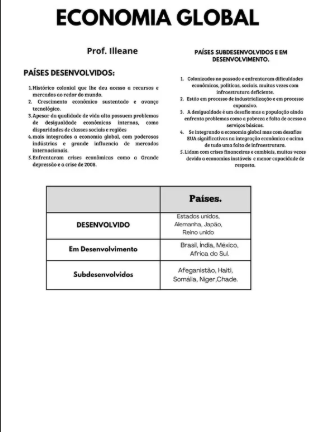 ECONOMIA GLOBAL
Prof. Illeane
PAÍSES DESENVOLVIDOS:
1.Histórico colonial que lhe deu acesso a recursos e
mercados ao redor do mundo.
2. Crescimento econômico sustentado e avanço
tecnológico.
3.Apesar da qualidade de vida alta possuem problemas
de desigualdade econômicas internas, como
disparidades de classes sociais e regiões
4.mais integrados a economia global, com poderosas
indústrias e grande influencia de mercados
internacionais.
5.Enfrentaram crises econômicas como a Grande
depressão e a crise de 2008.
PAÍSES SUBDESENVOLVIDOS E EM
DESENVOLVIMENTO.
1. Colonizados no passado e enfrentaram dificuldades
econômicas, políticas, sociais, muitas vezes com
infraestrutura deficiente.
2. Estão em processo de industrialização e em processo
expansivo.
3. A desigualdade é um desafio mas a população ainda
enfrenta problemas como a pobreza e falta de acesso a
serviços básicos.
4. Se integrando a economia global mas com desafios
SUA significativos na integração econômica e acima
de tudo uma falta de infraestrutura.
5.Lidam com crises financeiras e cambiais, muitas vezes
devido a economias instáveis e menor capacidade de
resposta.
Países.
DESENVOLVIDO
Estados unidos,
Alemanha, Japão,
Reino unido
Em Desenvolvimento
Brasil, Índia, México,
África do Sul.
Subdesenvolvidos
Afeganistão, Haiti,
Somália, Niger,Chade.